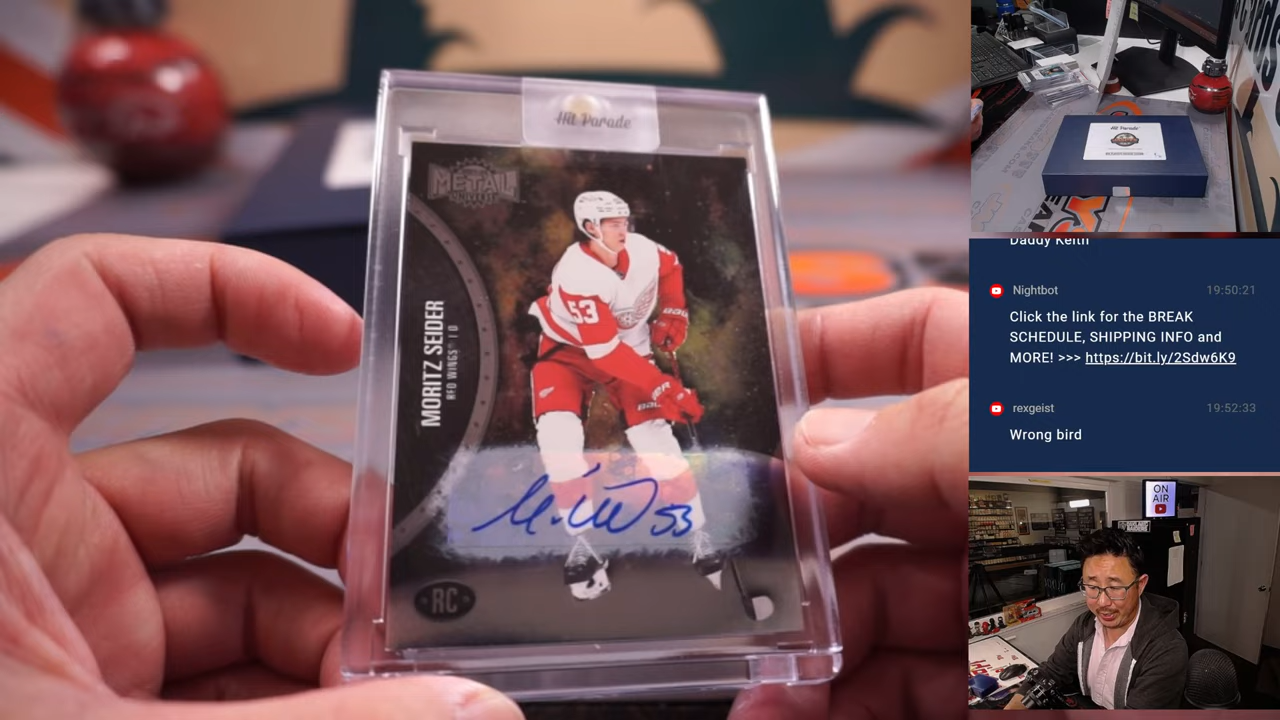 Hit Parade
METAL
UNIVERSE
MORITZ SEIDER
RED WINGS | D
53
RC
53
Hit Parade
Daddy Keith
Nightbot 19:50:21
Click the link for the BREAK
SCHEDULE, SHIPPING INFO and
MORE! >>> https://bit.ly/2Sdw6K9
rexgeist 19:52:33
Wrong bird
ON
AIR